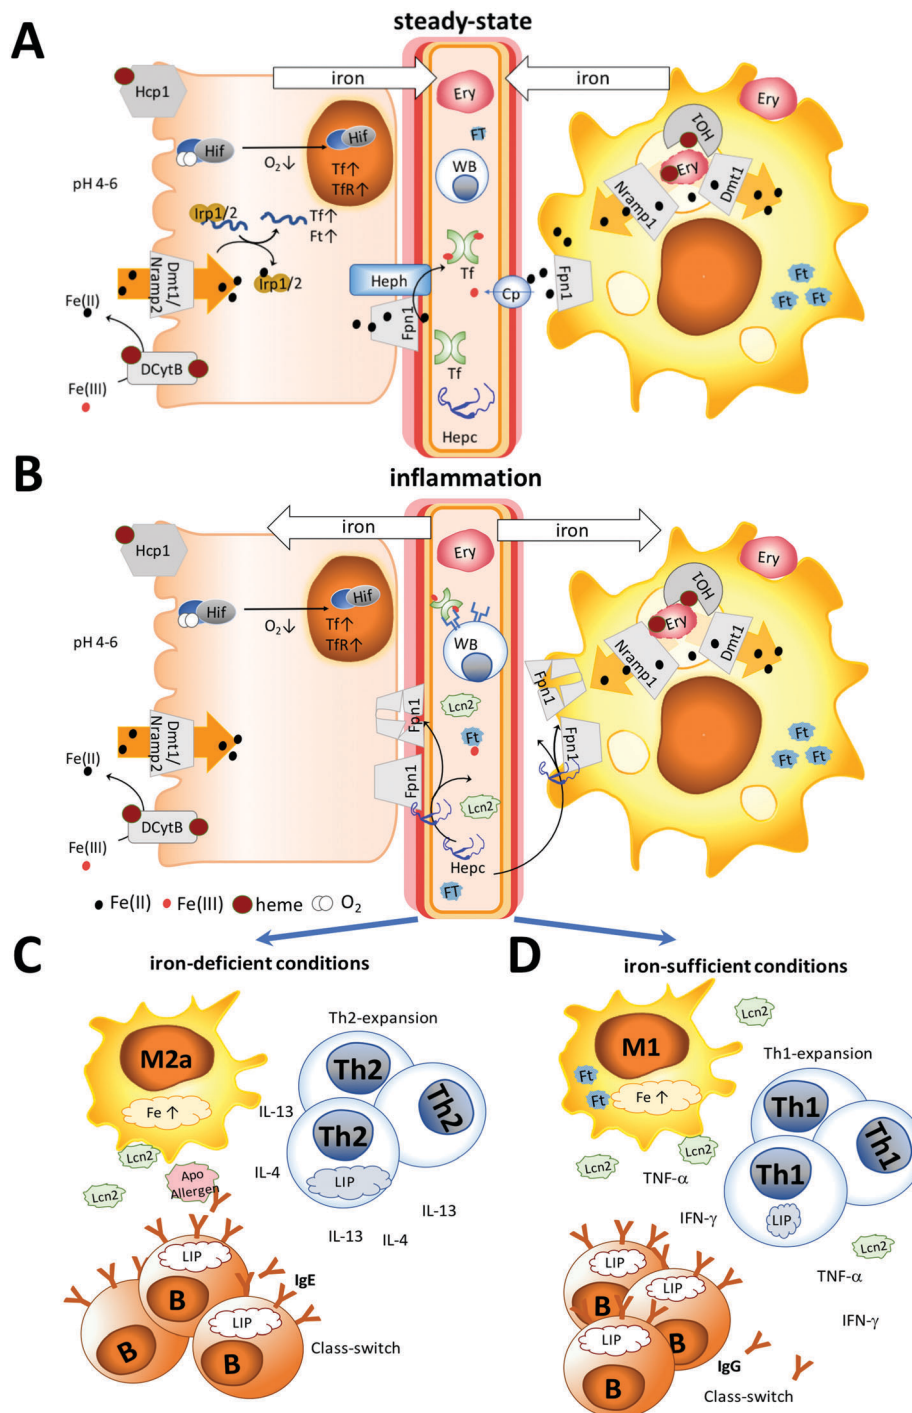 A
steady-state
iron
iron
Hcp1
Ery
Ery
HO1
Hif
O2↓
Hif
Tf↑
TfR↑
FT
WB
Ery
Nramp1
Dmt1
pH 4-6
Irp1/2
Tf↑
Ft↑
Irp1/2
Dmt1/
Nramp2
Heph
Fpn1
Tf
Cp
Fpn1
Ft
Ft
Ft
Fe(II)
DCytB
Fe(III)
Tf
Hepc
B
inflammation
iron
iron
Hcp1
Ery
Ery
HO1
Hif
O2↓
Hif
Tf↑
TfR↑
WB
Ery
Nramp1
Dmt1
pH 4-6
Fpn1
Lcn2
Fpn1
Dmt1/
Nramp2
Ft
Fpn1
Fpn1
Ft
Ft
Ft
Fe(II)
Lcn2
DCytB
Fe(III)
Hepc
FT
Fe(II) Fe(III) heme O2
C
iron-deficient conditions
M2a
Fe ↑
Th2-expansion
Th2
Th2
Th2
LIP
IL-13
Lcn2
Lcn2
Apo
Allergen
IL-4
IL-13
IL-13
IL-4
LIP
B
IgE
LIP
B
B
Class-switch
D
iron-sufficient conditions
Lcn2
M1
Th1-expansion
Ft
Ft
Fe ↑
Th1
Th1
Th1
LIP
Lcn2
Lcn2
TNF-α
IFN-γ
Lcn2
TNF-α
IFN-γ
LIP
LIP
B
B
LIP
B
IgG
Class-switch